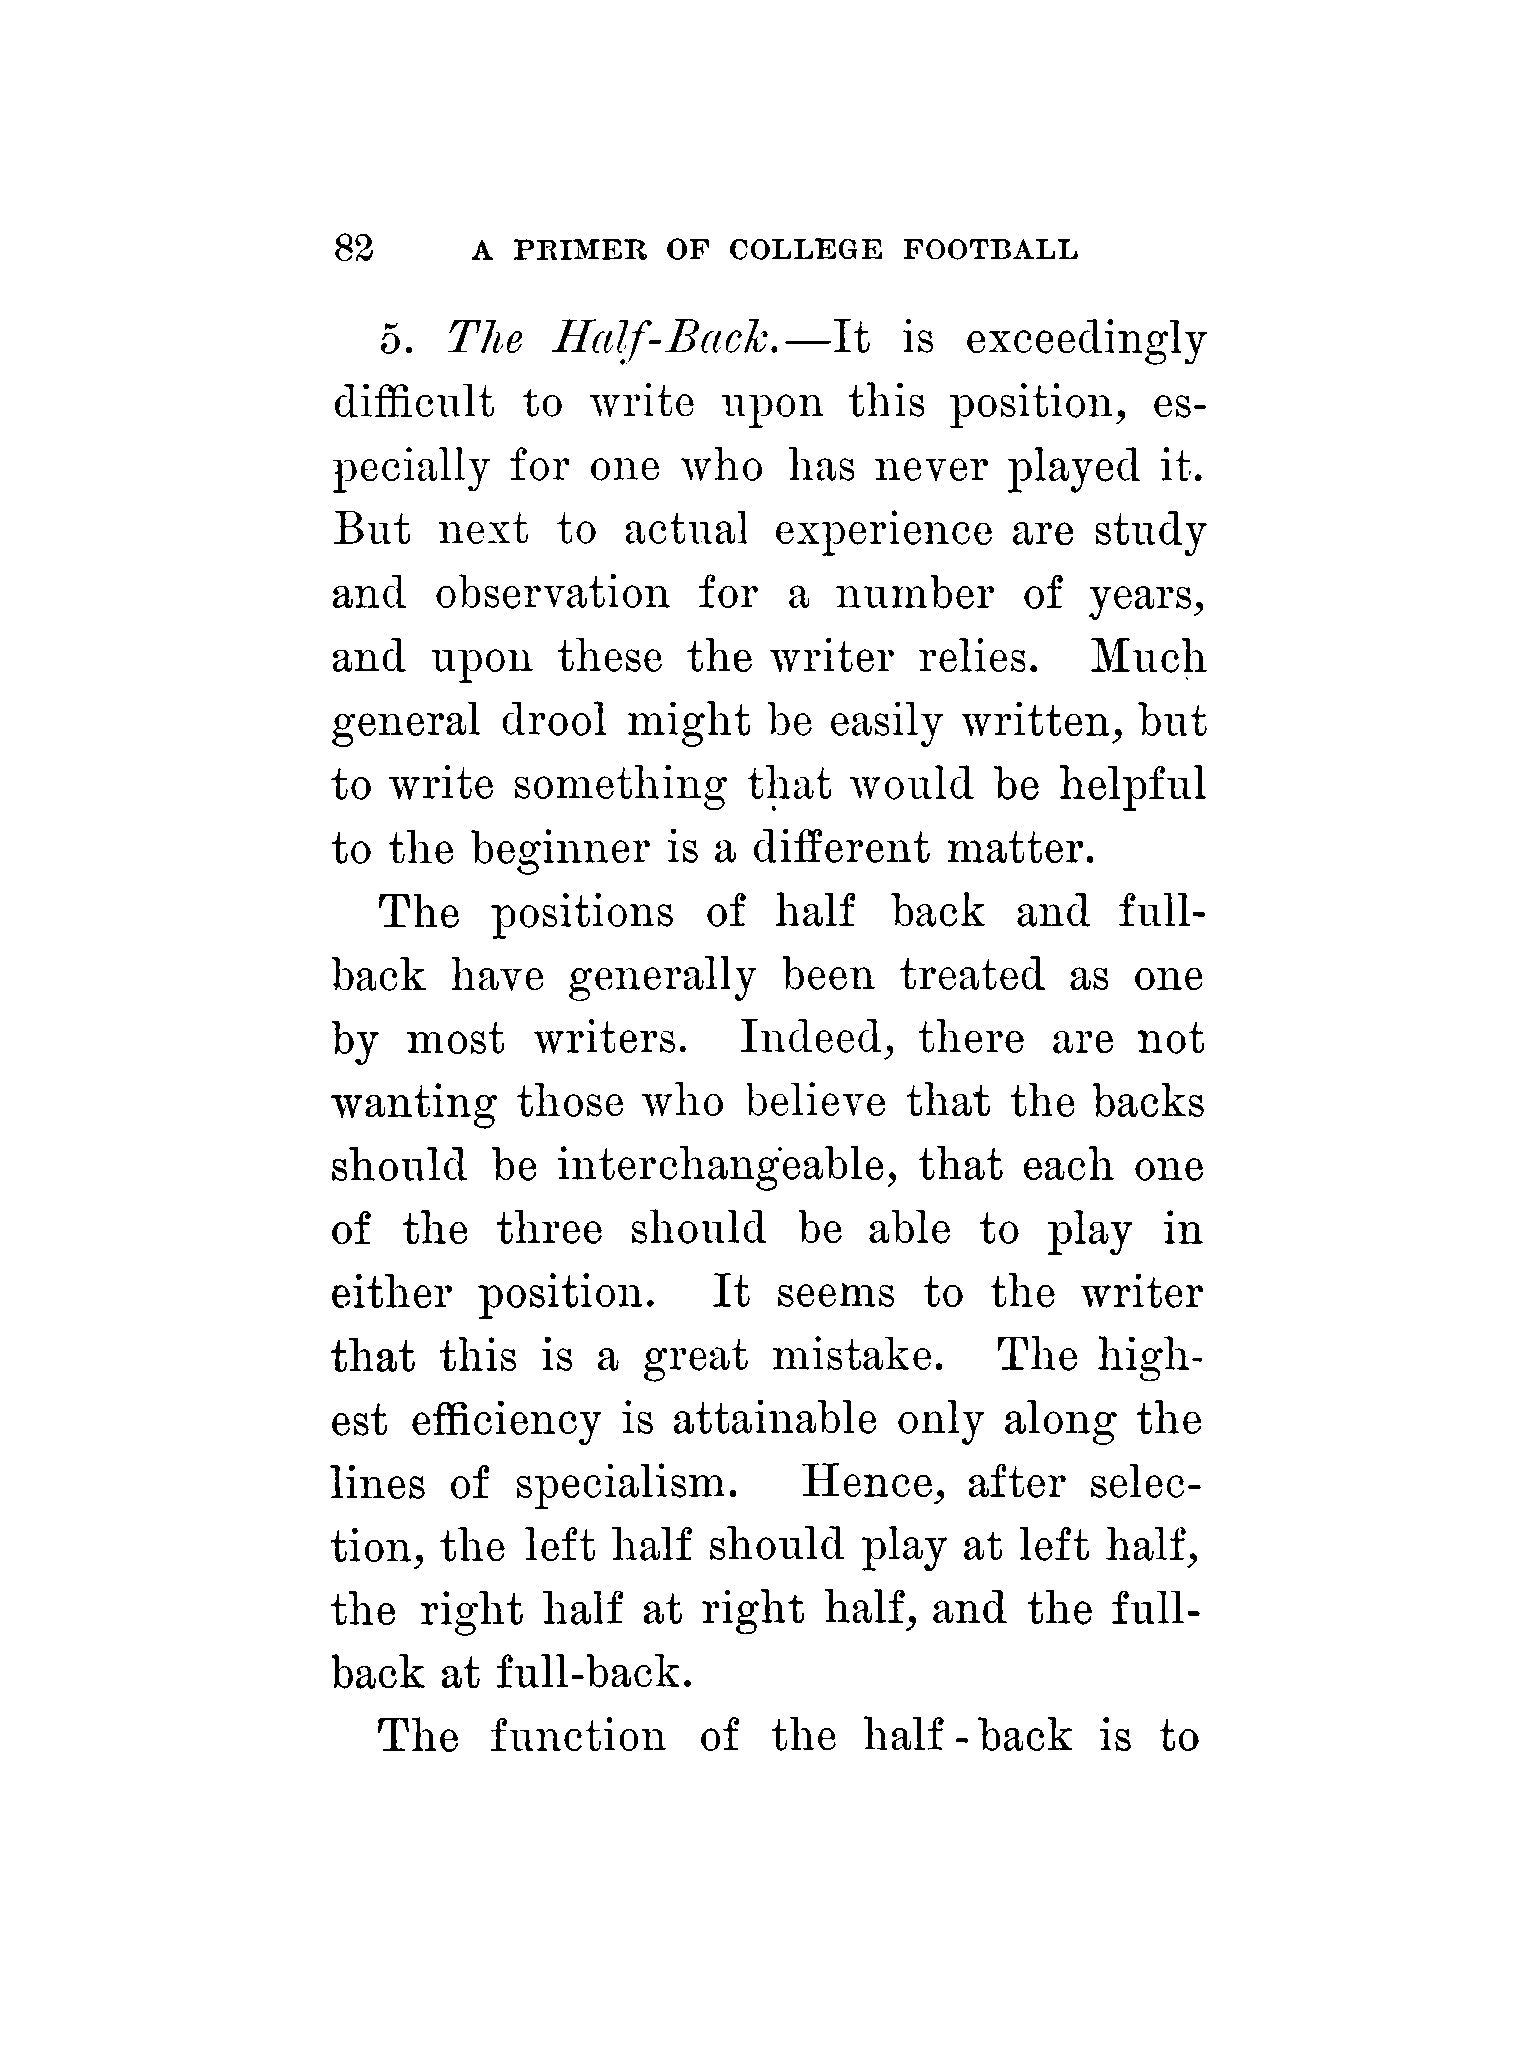 82 A PRIMER OF COLLEGE FOOTBALL
5. The Half-Back.—It is exceedingly
difficult to write upon this position, es-
pecially for one who has never played it.
But next to actual experience are study
and observation for a number of years,
and upon these the writer relies. Much
general drool might be easily written, but
to write something that would be helpful
to the beginner is a different matter.
The positions of half back and full-
back have generally been treated as one
by most writers. Indeed, there are not
wanting those who believe that the backs
should be interchangeable, that each one
of the three should be able to play in
either position. It seems to the writer
that this is a great mistake. The high-
est efficiency is attainable only along the
lines of specialism. Hence, after selec-
tion, the left half should play at left half,
the right half at right half, and the full-
back at full-back.
The function of the half-back is to